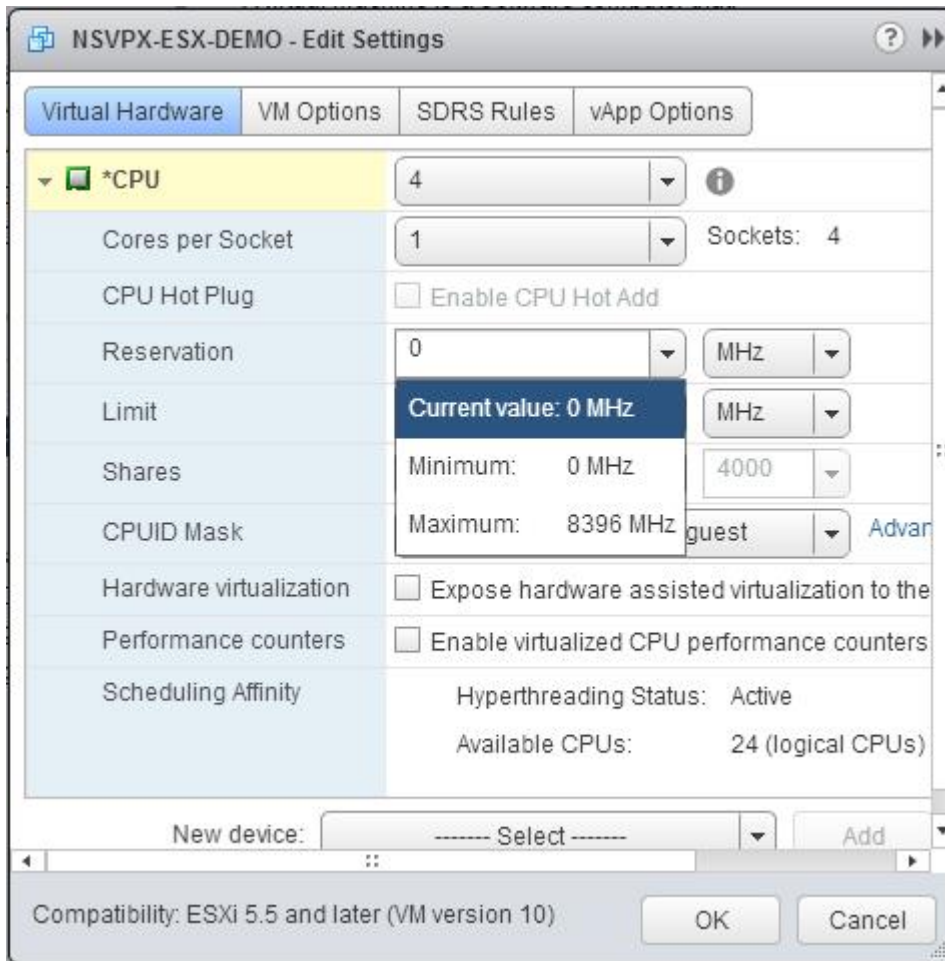 NSVPX-ESX-DEMO - Edit Settings ?
Virtual Hardware VM Options SDRS Rules vApp Options
*CPU 4
Cores per Socket 1 Sockets: 4
CPU Hot Plug Enable CPU Hot Add
Reservation 0 MHz
Current value: 0 MHz
Limit MHz
Minimum: 0 MHz
Shares 4000
Maximum: 8396 MHz
CPUID Mask guest Advan
Hardware virtualization Expose hardware assisted virtualization to the
Performance counters Enable virtualized CPU performance counters
Scheduling Affinity Hyperthreading Status: Active
Available CPUs: 24 (logical CPUs)
New device: ------- Select ------- Add
Compatibility: ESXi 5.5 and later (VM version 10) OK Cancel